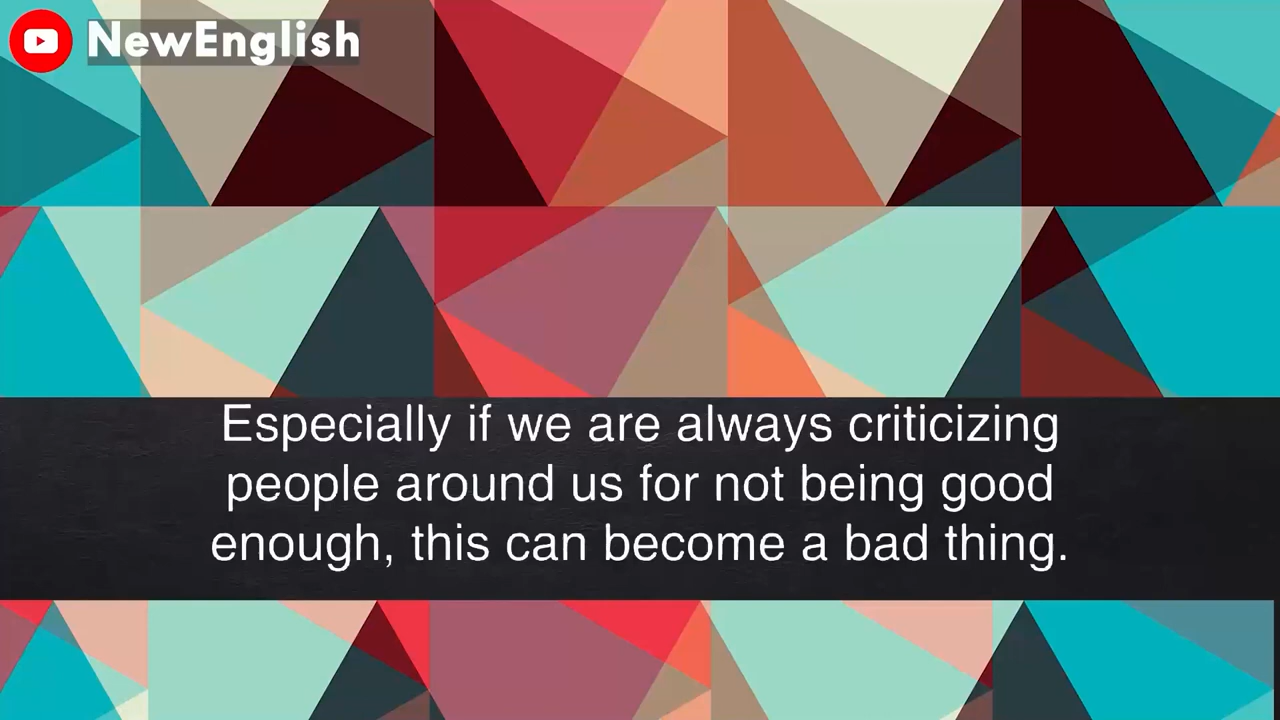 NewEnglish
Especially if we are always criticizing
people around us for not being good
enough, this can become a bad thing.